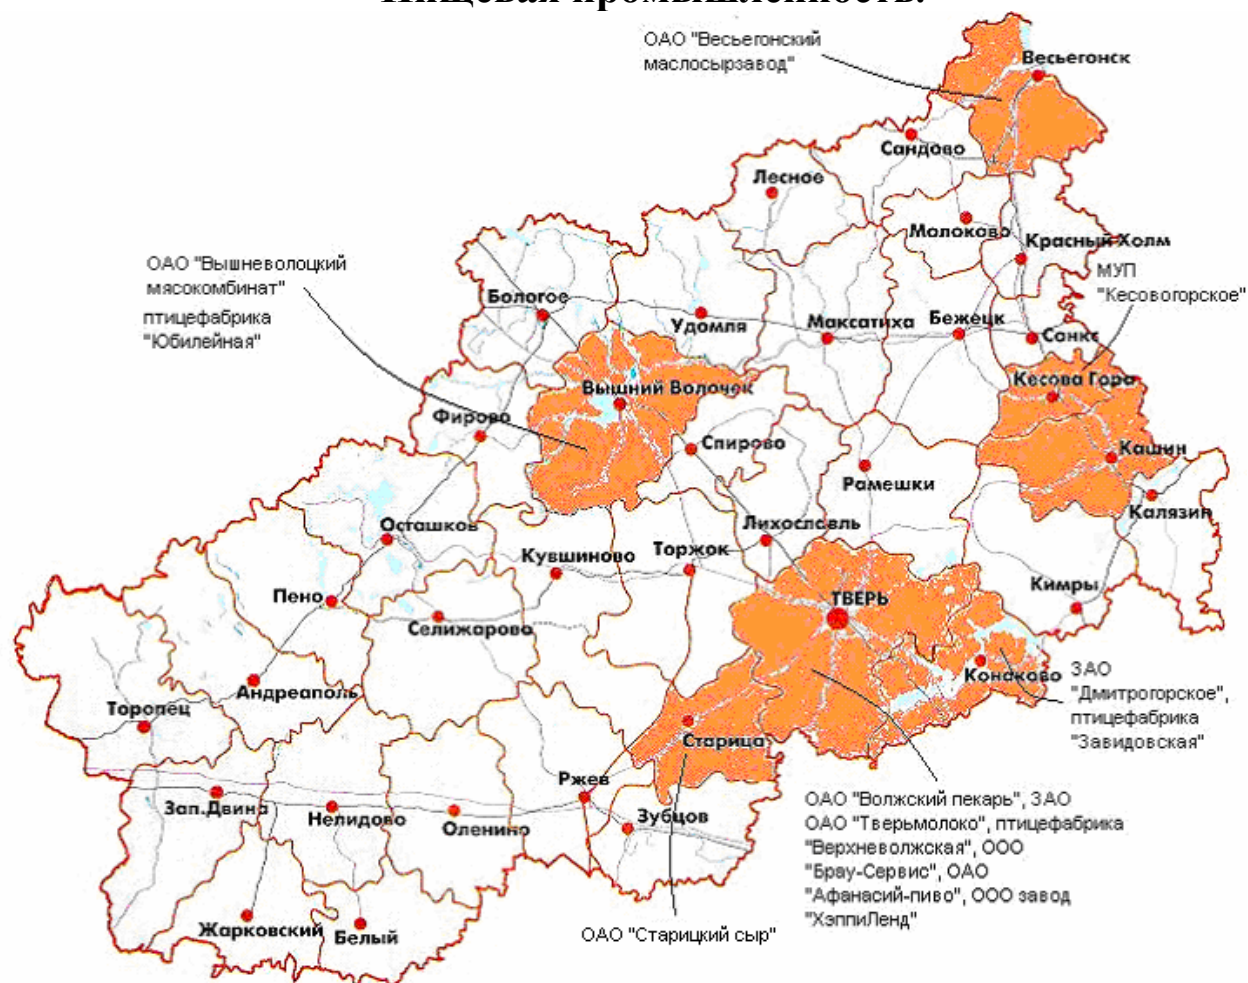 Пищевая промышленность.
ОАО "Весьегонский
маслосырзавод"
Весьегонск
Сандово
Лесное
Молоково
Красный Холм
ОАО "Вышневолоцкий
мясокомбинат"
птицефабрика
"Юбилейная"
МУП
"Кесовогорское"
Бологое
Удомля
Максатиха
Бежецк
Сонкс
Вышний Волочек
Кесова Гора
Фирово
Спирово
Кашин
Рамешки
Калязин
Осташков
Лихославль
Кувшиново
Торжок
Кимры
Пено
ТВЕРЬ
Селижарово
Конаково
ЗАО
"Дмитрогорское",
птицефабрика
"Завидовская"
Андреаполь
Торопец
Старица
Ржев
Зап.Двина
Нелидово
Оленино
Зубцов
ОАО "Волжский пекарь", ЗАО
ОАО "Тверьмолоко", птицефабрика
"Верхневолжская", ООО
"Брау-Сервис", ОАО
"Афанасий-пиво", ООО завод
"ХэппиЛенд"
Жарковский
Белый
ОАО "Старицкий сыр"